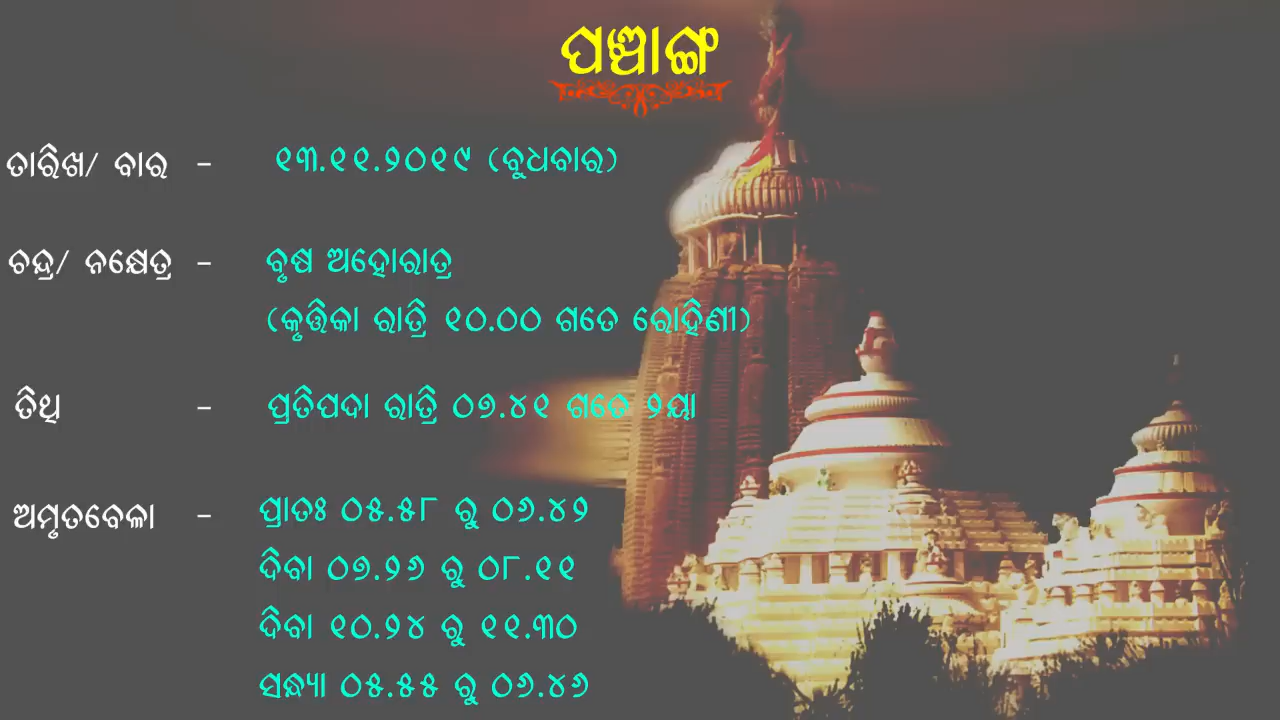 ପଞ୍ଚାଙ୍ଗ
ତାରିଖ/ ବାର - ୧୩.୧୧.୨୦୧୯ (ବୁଧବାର)
ଚନ୍ଦ୍ର/ ନକ୍ଷେତ୍ର - ବୃଷ ଅହୋରାତ୍ର
(କୃତ୍ତିକା ରାତ୍ରି ୧୦.୦୦ ଗତେ ରୋହିଣୀ)
ତିଥି - ପ୍ରତିପଦା ରାତ୍ରି ୦୭.୪୧ ଗତେ ୨ୟା
ଅମୃତବେଳା - ପ୍ରାତଃ ୦୫.୫୮ ରୁ ୦୬.୪୨
ଦିବା ୦୭.୨୬ ରୁ ୦୮.୧୧
ଦିବା ୧୦.୨୪ ରୁ ୧୧.୩୦
ସନ୍ଧ୍ୟା ୦୫.୫୫ ରୁ ୦୬.୪୬